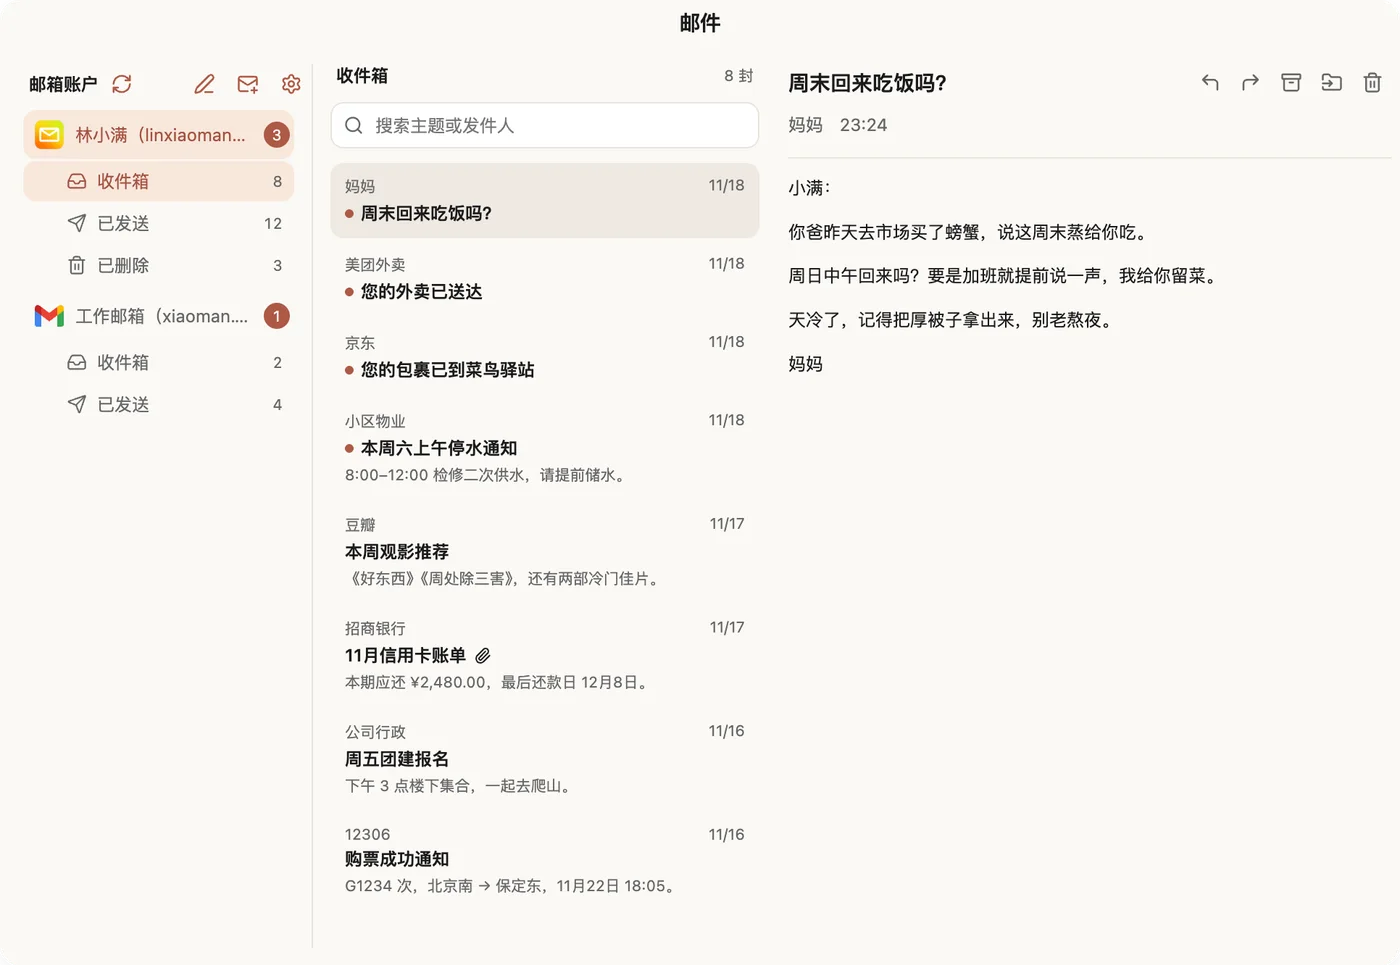 邮件
邮箱账户
林小满（linxiaoman... 3
收件箱 8
已发送 12
已删除 3
工作邮箱（xiaoman.... 1
收件箱 2
已发送 4
收件箱 8 封
搜索主题或发件人
妈妈 11/18
周末回来吃饭吗？
美团外卖 11/18
您的外卖已送达
京东 11/18
您的包裹已到菜鸟驿站
小区物业 11/18
本周六上午停水通知
8:00–12:00 检修二次供水，请提前储水。
豆瓣 11/17
本周观影推荐
《好东西》《周处除三害》，还有两部冷门佳片。
招商银行 11/17
11月信用卡账单
本期应还 ¥2,480.00，最后还款日 12月8日。
公司行政 11/16
周五团建报名
下午 3 点楼下集合，一起去爬山。
12306 11/16
购票成功通知
G1234 次，北京南 → 保定东，11月22日 18:05。
周末回来吃饭吗？
妈妈 23:24
小满：
你爸昨天去市场买了螃蟹，说这周末蒸给你吃。
周日中午回来吗？要是加班就提前说一声，我给你留菜。
天冷了，记得把厚被子拿出来，别老熬夜。
妈妈